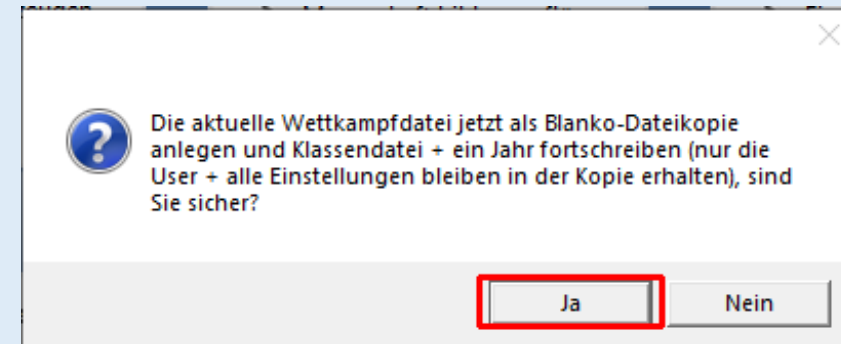 Die aktuelle Wettkampfdatei jetzt als Blanko-Dateikopie
anlegen und Klassendatei + ein Jahr fortschreiben (nur die
User + alle Einstellungen bleiben in der Kopie erhalten), sind
Sie sicher?
Ja Nein